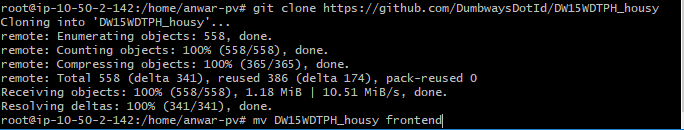 root@ip-10-50-2-142:/home/anwar-pv# git clone https://github.com/DumbwaysDotId/DW15WDTPH_housy
Cloning into 'DW15WDTPH_housy'...
remote: Enumerating objects: 558, done.
remote: Counting objects: 100% (558/558), done.
remote: Compressing objects: 100% (365/365), done.
remote: Total 558 (delta 341), reused 386 (delta 174), pack-reused 0
Receiving objects: 100% (558/558), 1.18 MiB | 10.51 MiB/s, done.
Resolving deltas: 100% (341/341), done.
root@ip-10-50-2-142:/home/anwar-pv# mv DW15WDTPH_housy frontend